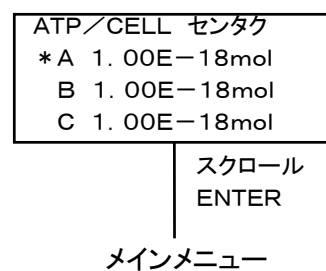 ATP／CELL センタク
＊A 1．00E－18mol
B 1．00E－18mol
C 1．00E－18mol
スクロール
ENTER
メインメニュー